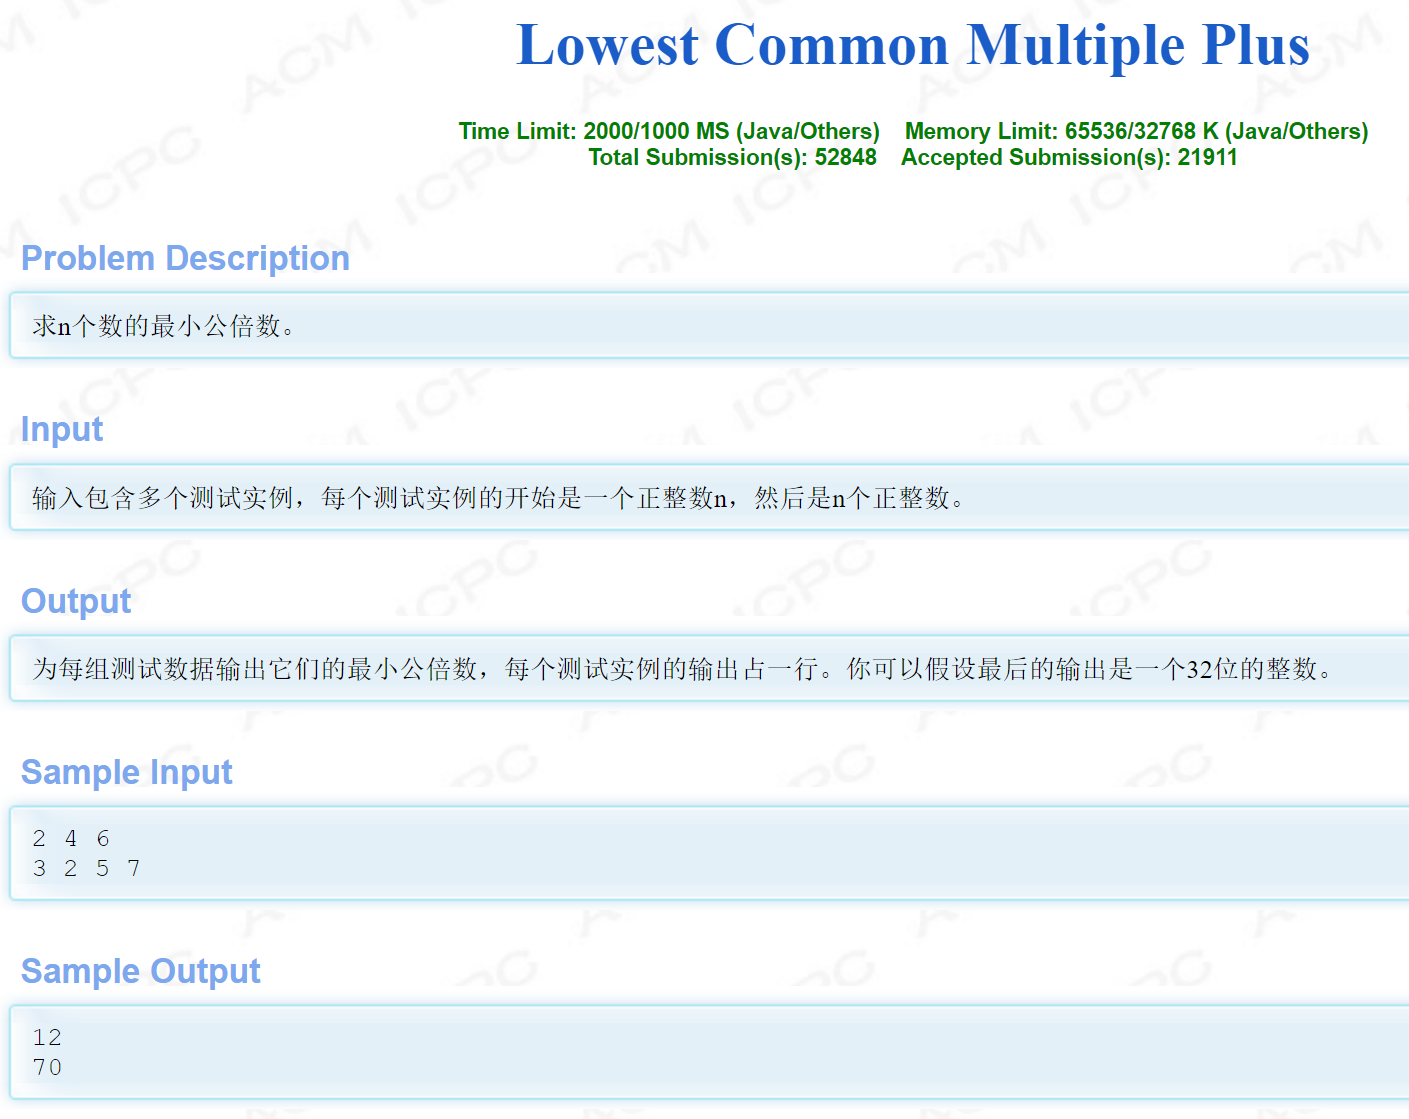 Lowest Common Multiple Plus
Time Limit: 2000/1000 MS (Java/Others)    Memory Limit: 65536/32768 K (Java/Others)
Total Submission(s): 52848    Accepted Submission(s): 21911
Problem Description
求n个数的最小公倍数。
Input
输入包含多个测试实例，每个测试实例的开始是一个正整数n，然后是n个正整数。
Output
为每组测试数据输出它们的最小公倍数，每个测试实例的输出占一行。你可以假设最后的输出是一个32位的整数。
Sample Input
2 4 6
3 2 5 7
Sample Output
12
70